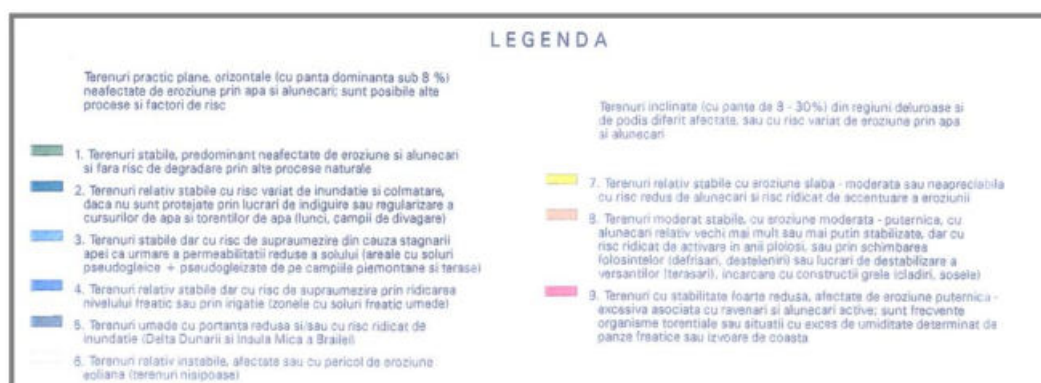 LEGENDA
Terenuri practic plane, orizontale (cu panta dominanta sub 8 %)
neafectate de eroziune prin apa si alunecari; sunt posibile alte
procese si factori de risc
1. Terenuri stabile, predominant neafectate de eroziune si alunecari
si fara risc de degradare prin alte procese naturale
2. Terenuri relativ stabile cu risc variat de inundatie si colmatare,
daca nu sunt protejate prin lucrari de indiguire sau regularizare a
cursurilor de apa si torentilor de apa (lunci, campii de divagare)
3. Terenuri stabile dar cu risc de supraumezire din cauza stagnarii
apei ca urmare a permeabilitatii reduse a solului (areale cu soluri
pseudogleice + pseudogleizate de pe campiile piemontane si terase)
4. Terenuri relativ stabile dar cu risc de supraumezire prin ridicarea
nivelului freatic sau prin irigatie (zonele cu soluri freatic umede)
5. Terenuri umede cu portanta redusa si/sau cu risc ridicat de
inundatie (Delta Dunarii si Insula Mica a Brailei)
6. Terenuri relativ instabile, afectate sau cu pericol de eroziune
eoliana (terenuri nisipoase)
Terenuri inclinate (cu pante de 8 - 30%) din regiuni deluroase si
de podis diferit afectate, sau cu risc variat de eroziune prin apa
si alunecari
7. Terenuri relativ stabile cu eroziune slaba - moderata sau neapreciabila
cu risc redus de alunecari si risc ridicat de accentuare a eroziunii
8. Terenuri moderat stabile, cu eroziune moderata - puternica, cu
alunecari relativ vechi mai mult sau mai putin stabilizate, dar cu
risc ridicat de activare in anii ploiosi, sau prin schimbarea
folosintelor (defrisari, desteleniri) sau lucrari de destabilizare a
versantilor (terasari), incarcare cu constructii grele (cladiri, sosele)
9. Terenuri cu stabilitate foarte redusa, afectate de eroziune puternica -
excesiva asociata cu ravenari si alunecari active; sunt frecvente
organisme torentiale sau situatii cu exces de umiditate determinat de
panze freatice sau izvoare de coasta